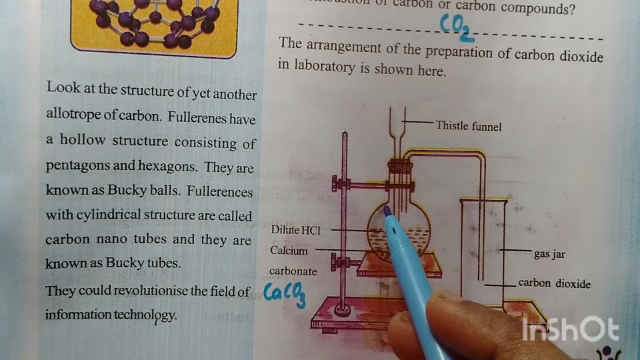 bustion of carbon or carbon compounds?
CO2
The arrangement of the preparation of carbon dioxide
in laboratory is shown here.
Look at the structure of yet another
allotrope of carbon. Fullerenes have
a hollow structure consisting of
pentagons and hexagons. They are
known as Bucky balls. Fullerences
with cylindrical structure are called
carbon nano tubes and they are
known as Bucky tubes.
They could revolutionise the field of
information technology.
Thistle funnel
Dilute HCl
Calcium
carbonate
CaCO3
gas jar
carbon dioxide
InShOt